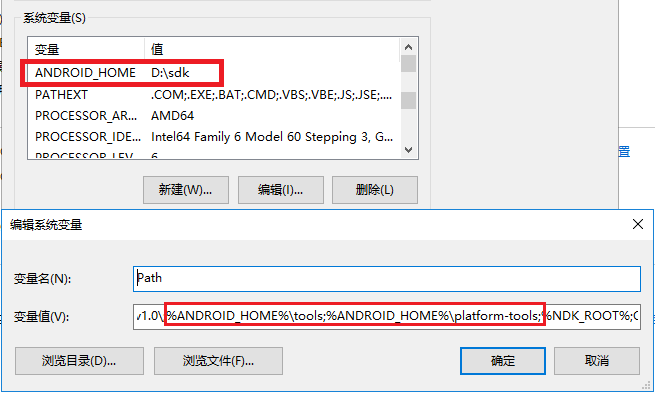 系统变量(S)
变量 值
ANDROID_HOME D:\sdk
PATHEXT .COM;.EXE;.BAT;.CMD;.VBS;.VBE;.JS;.JSE;....
PROCESSOR_AR... AMD64
PROCESSOR_IDE... Intel64 Family 6 Model 60 Stepping 3, G...
PROCESSOR_LEV 6
置
新建(W)... 编辑(I)... 删除(L)
编辑系统变量
变量名(N): Path
变量值(V): v1.0\;%ANDROID_HOME%\tools;%ANDROID_HOME%\platform-tools;%NDK_ROOT%;
浏览目录(D)... 浏览文件(F)... 确定 取消